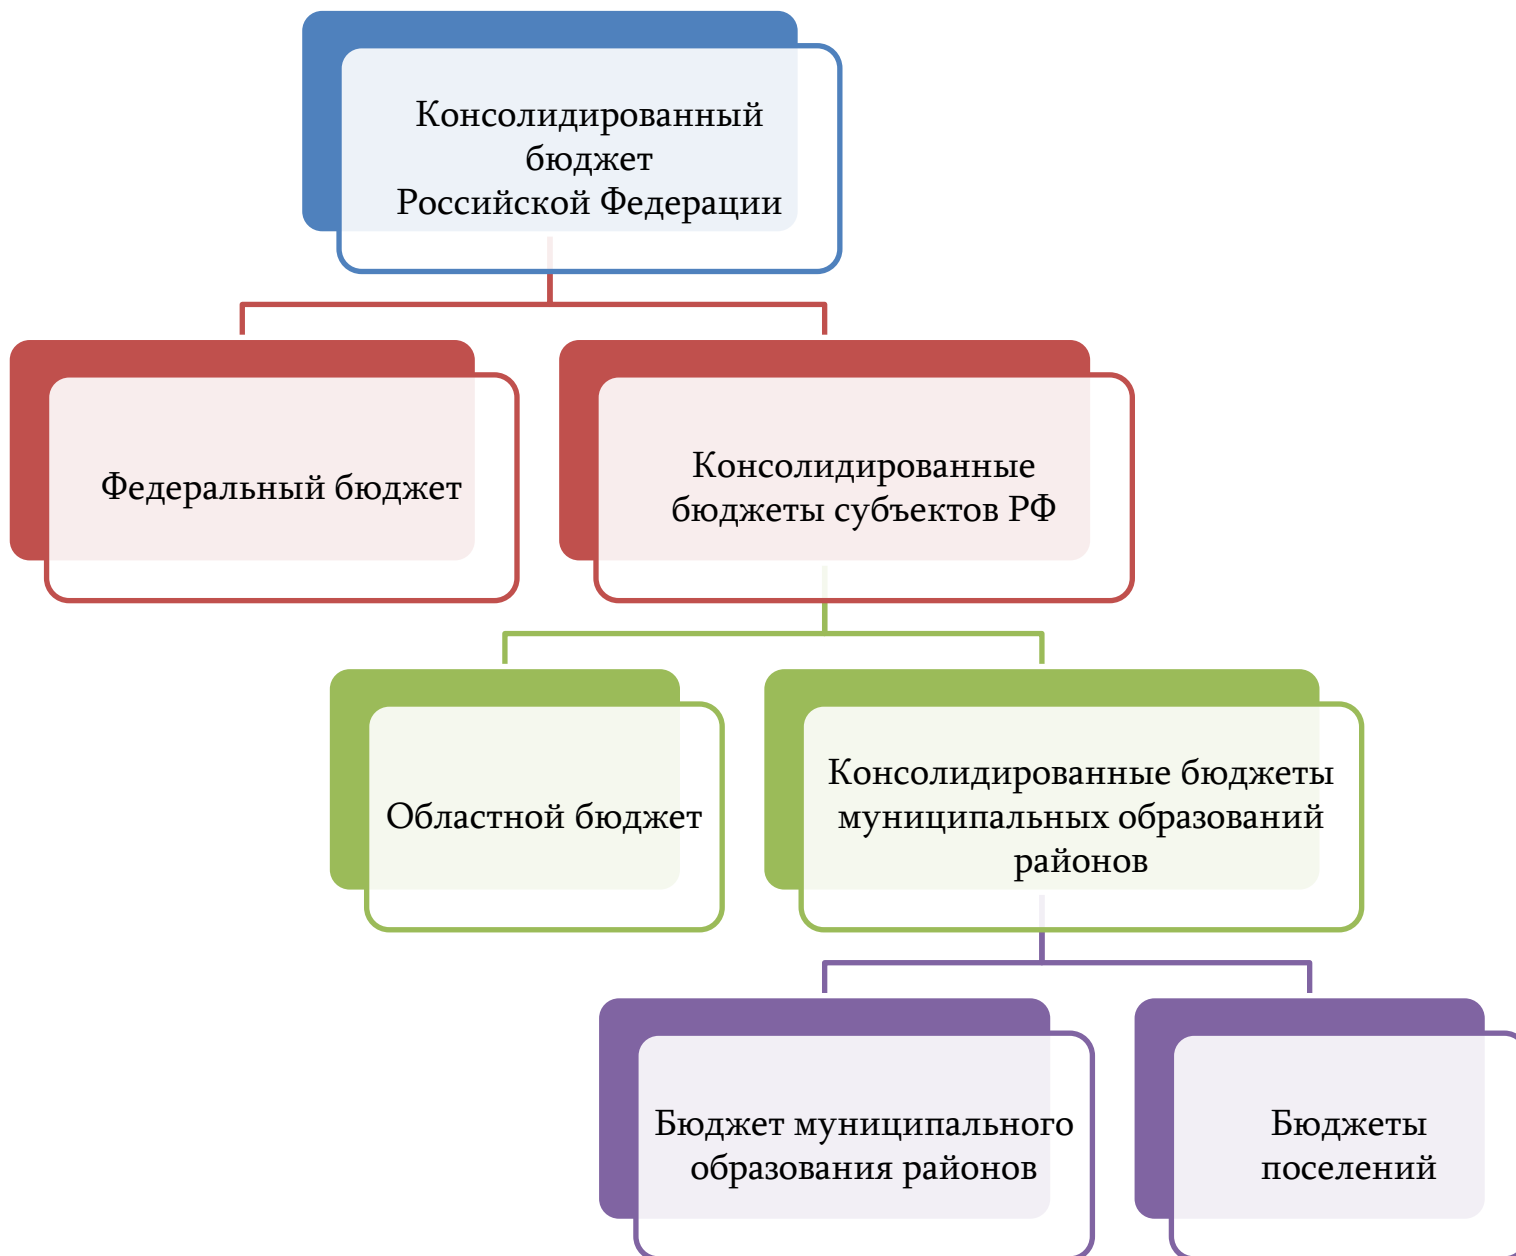 Консолидированный
бюджет
Российской Федерации
Федеральный бюджет
Консолидированные
бюджеты субъектов РФ
Областной бюджет
Консолидированные бюджеты
муниципальных образований
районов
Бюджет муниципального
образования районов
Бюджеты
поселений